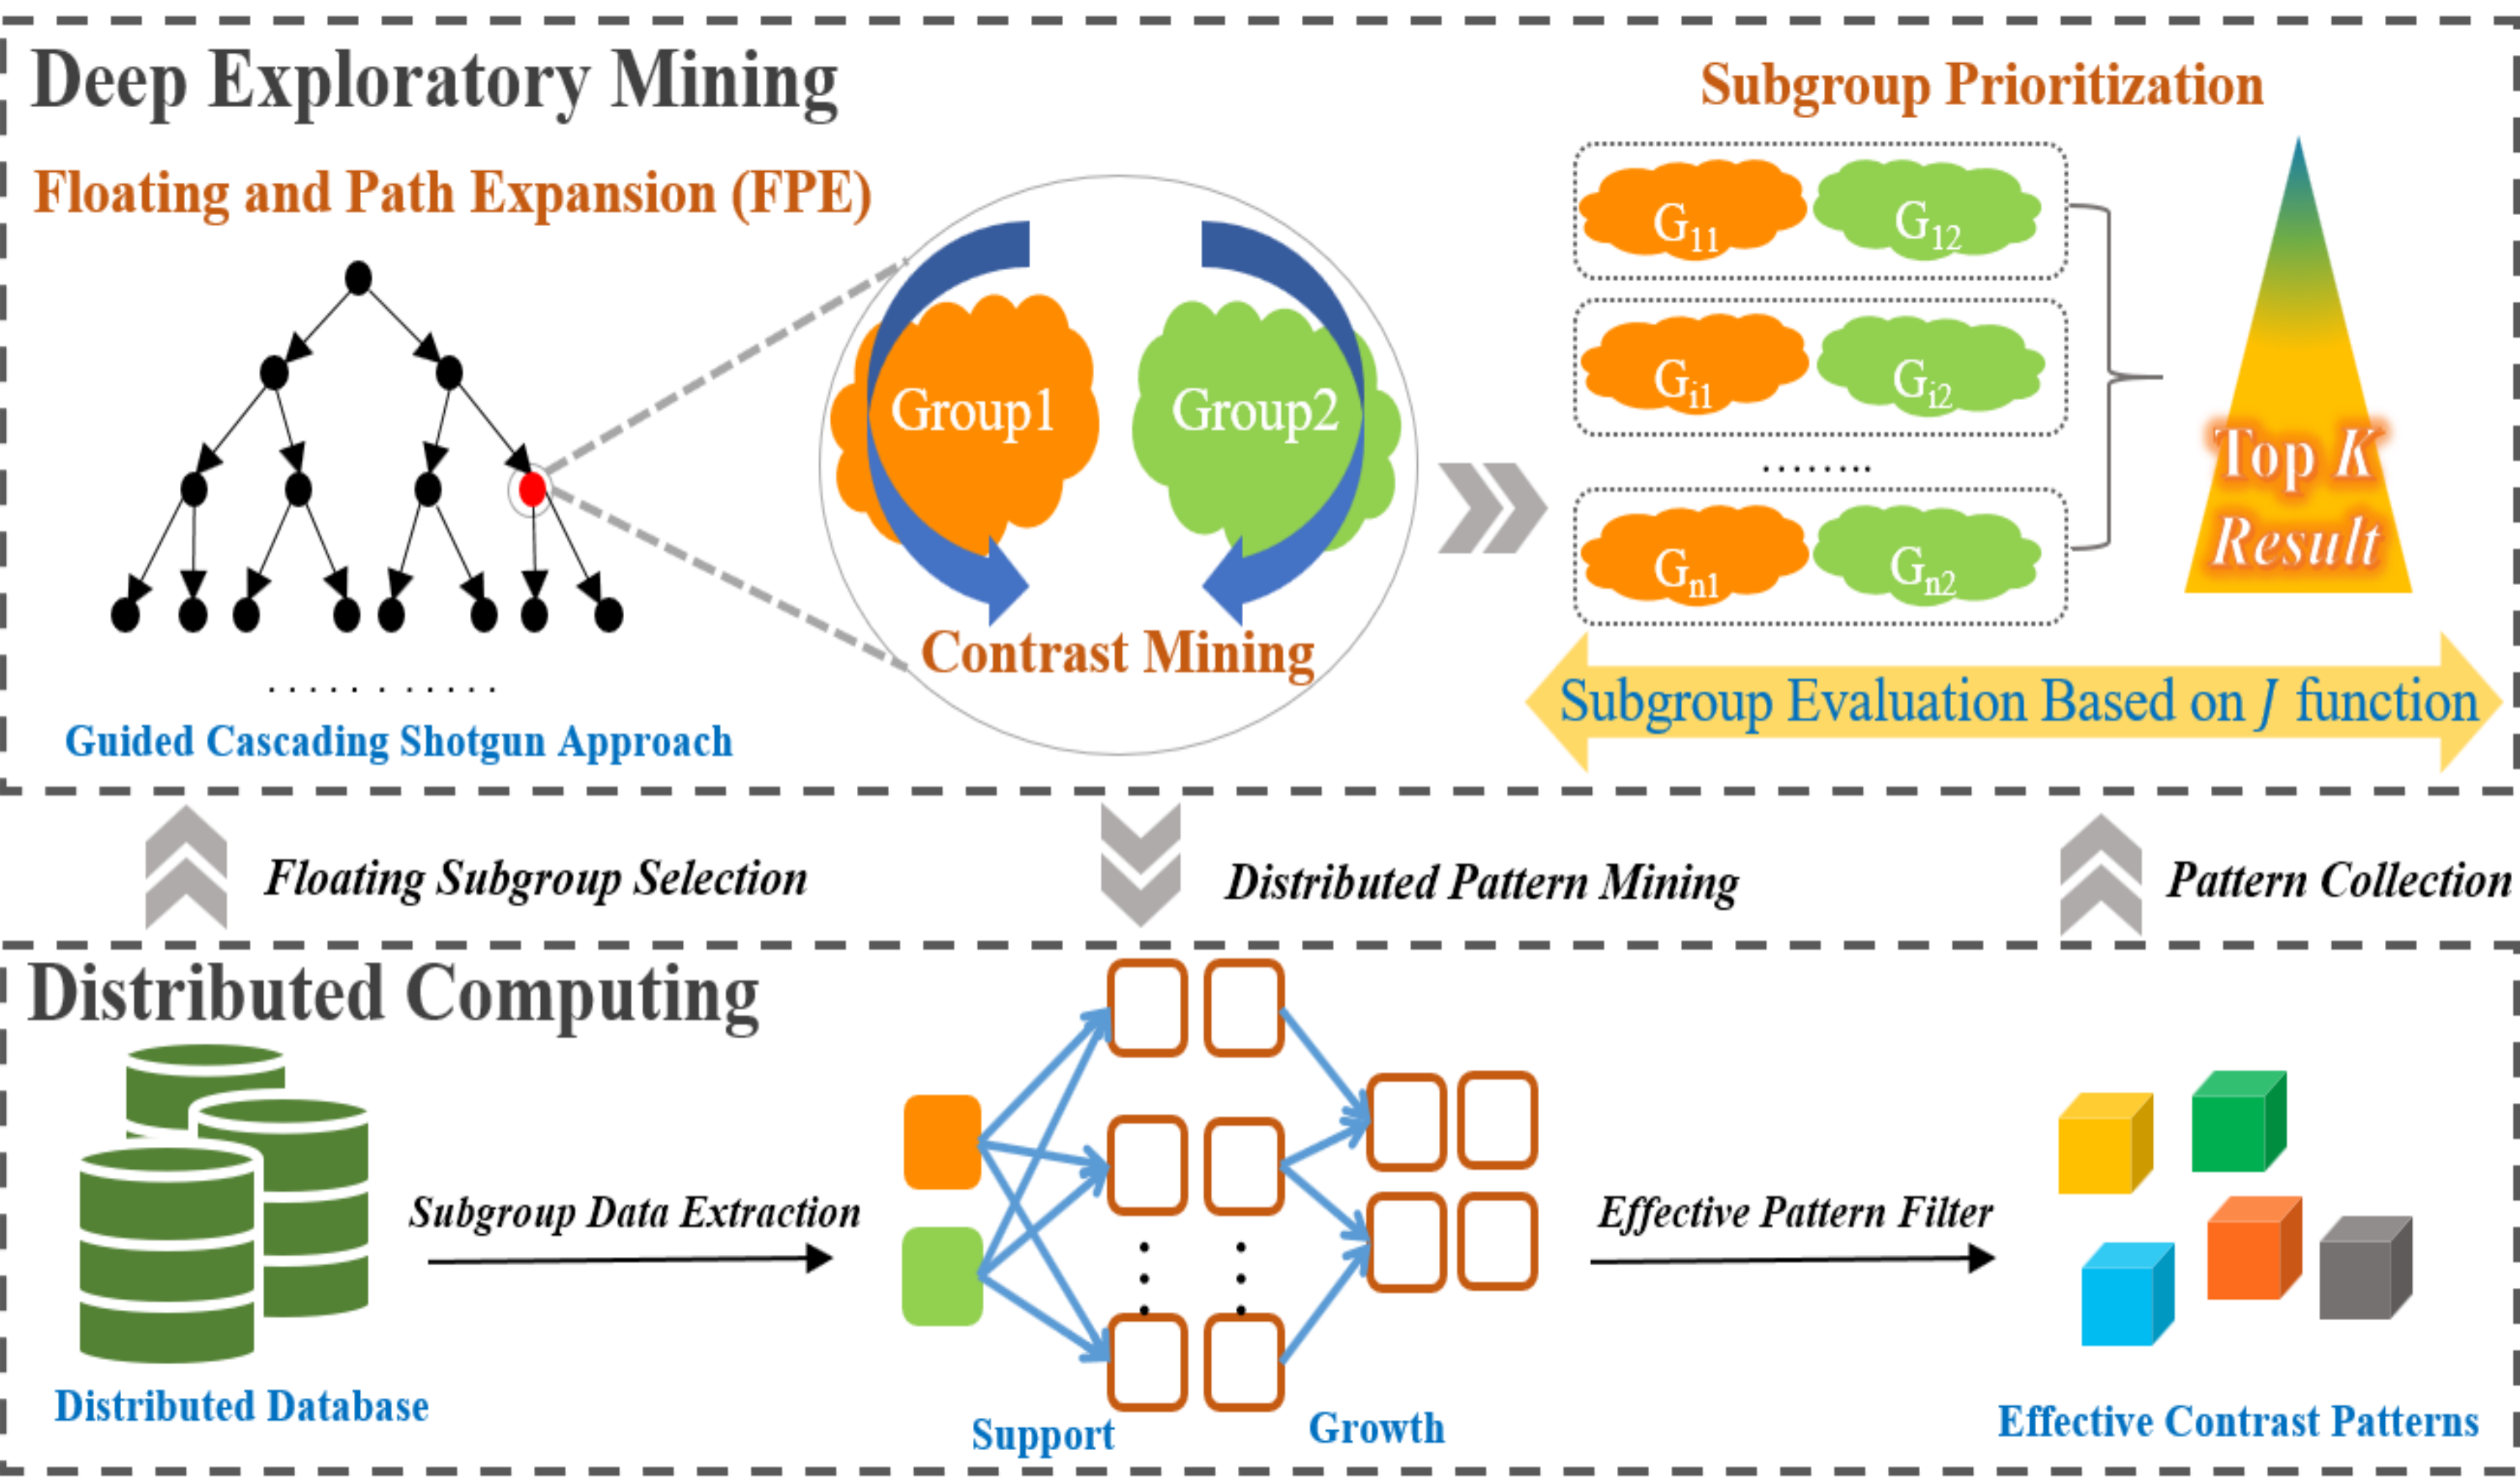 Deep Exploratory Mining
Subgroup Prioritization
Floating and Path Expansion (FPE)
G11 G12
Group1 Group2
Gi1 Gi2
........
Gn1 Gn2
Top K
Result
Contrast Mining
Subgroup Evaluation Based on J function
............
Guided Cascading Shotgun Approach
Floating Subgroup Selection
Distributed Pattern Mining
Pattern Collection
Distributed Computing
Subgroup Data Extraction
Effective Pattern Filter
Distributed Database
Support
Growth
Effective Contrast Patterns